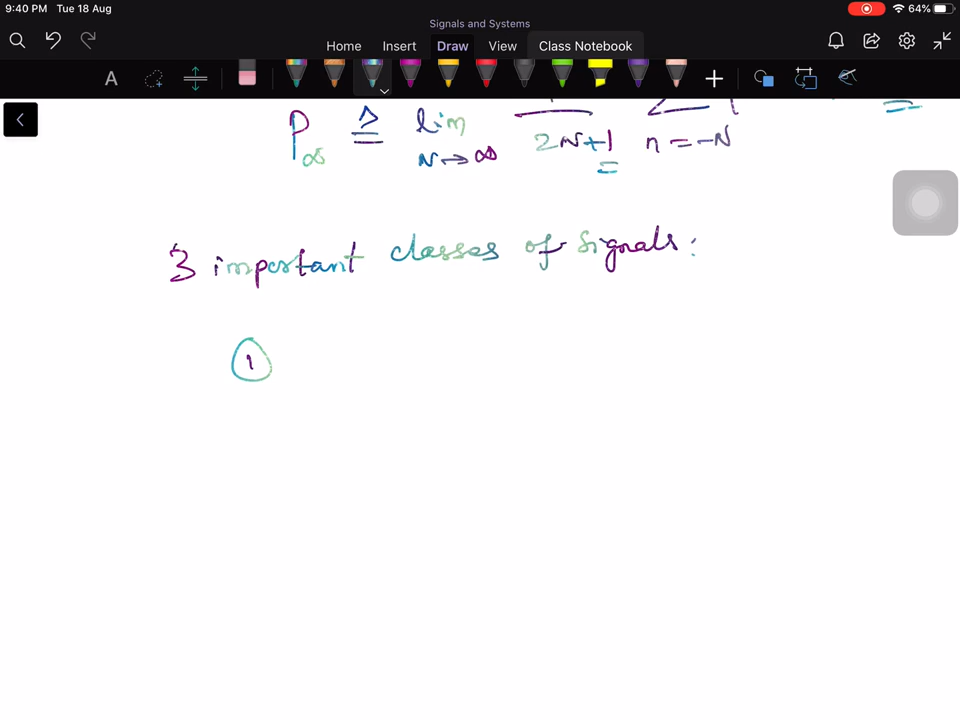 9:40 PM Tue 18 Aug
64%
Signals and Systems
Home Insert Draw View Class Notebook
A
P∞ ≜ lim
N→∞ 2N+1 n=-N
3 important classes of signals:
①